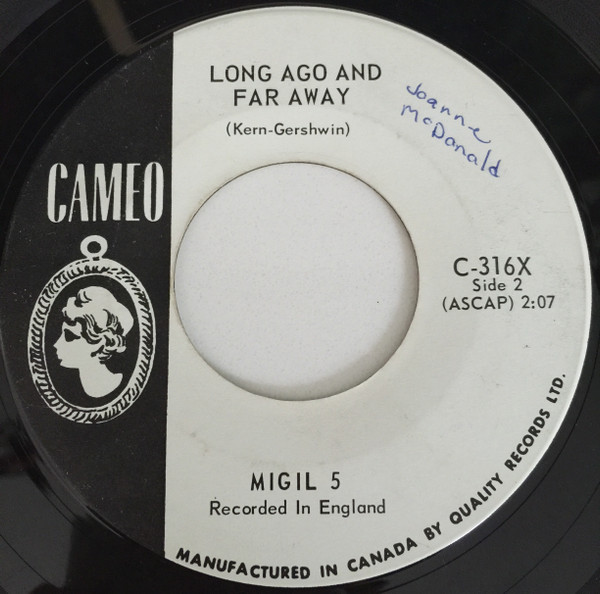 LONG AGO AND
FAR AWAY
(Kern-Gershwin)
Joanne
McDonald
CAMEO
C-316X
Side 2
(ASCAP) 2:07
MIGIL 5
Recorded In England
MANUFACTURED IN CANADA BY QUALITY RECORDS LTD.